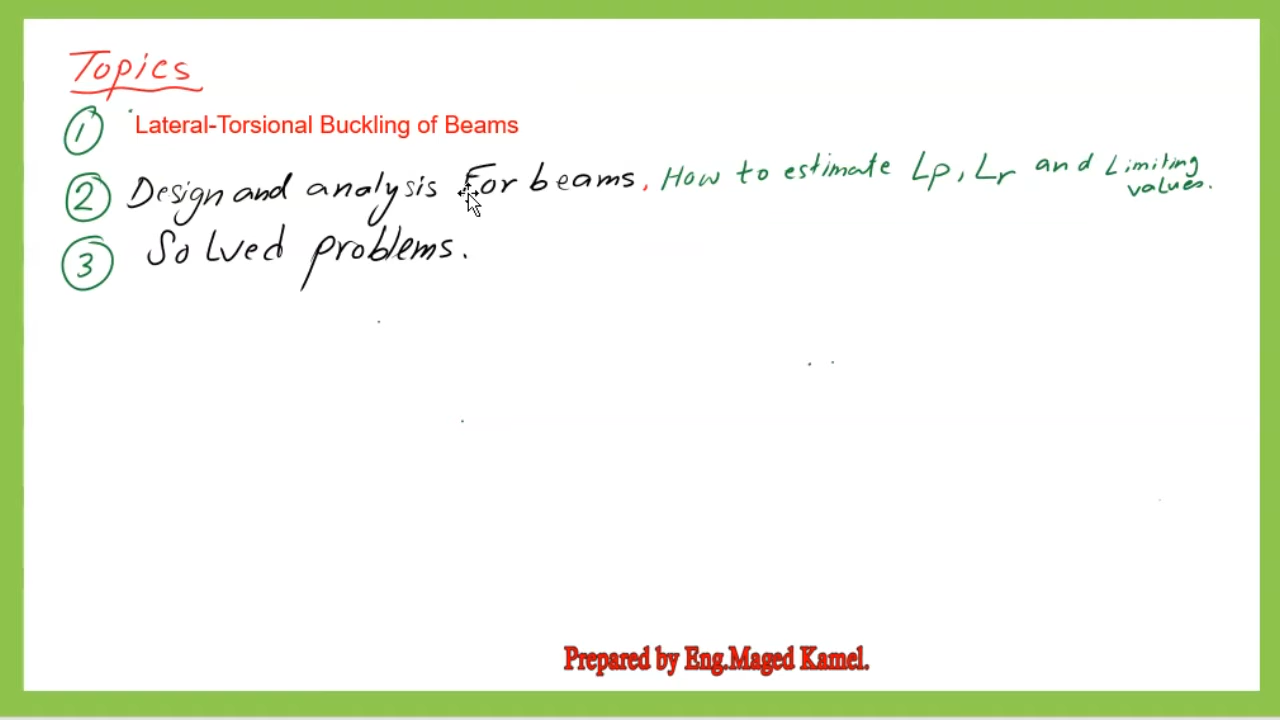 Topics
1 Lateral-Torsional Buckling of Beams
2 Design and analysis For beams, How to estimate Lp, Lr and Limiting
values.
3 Solved problems.
Prepared by Eng.Maged Kamel.